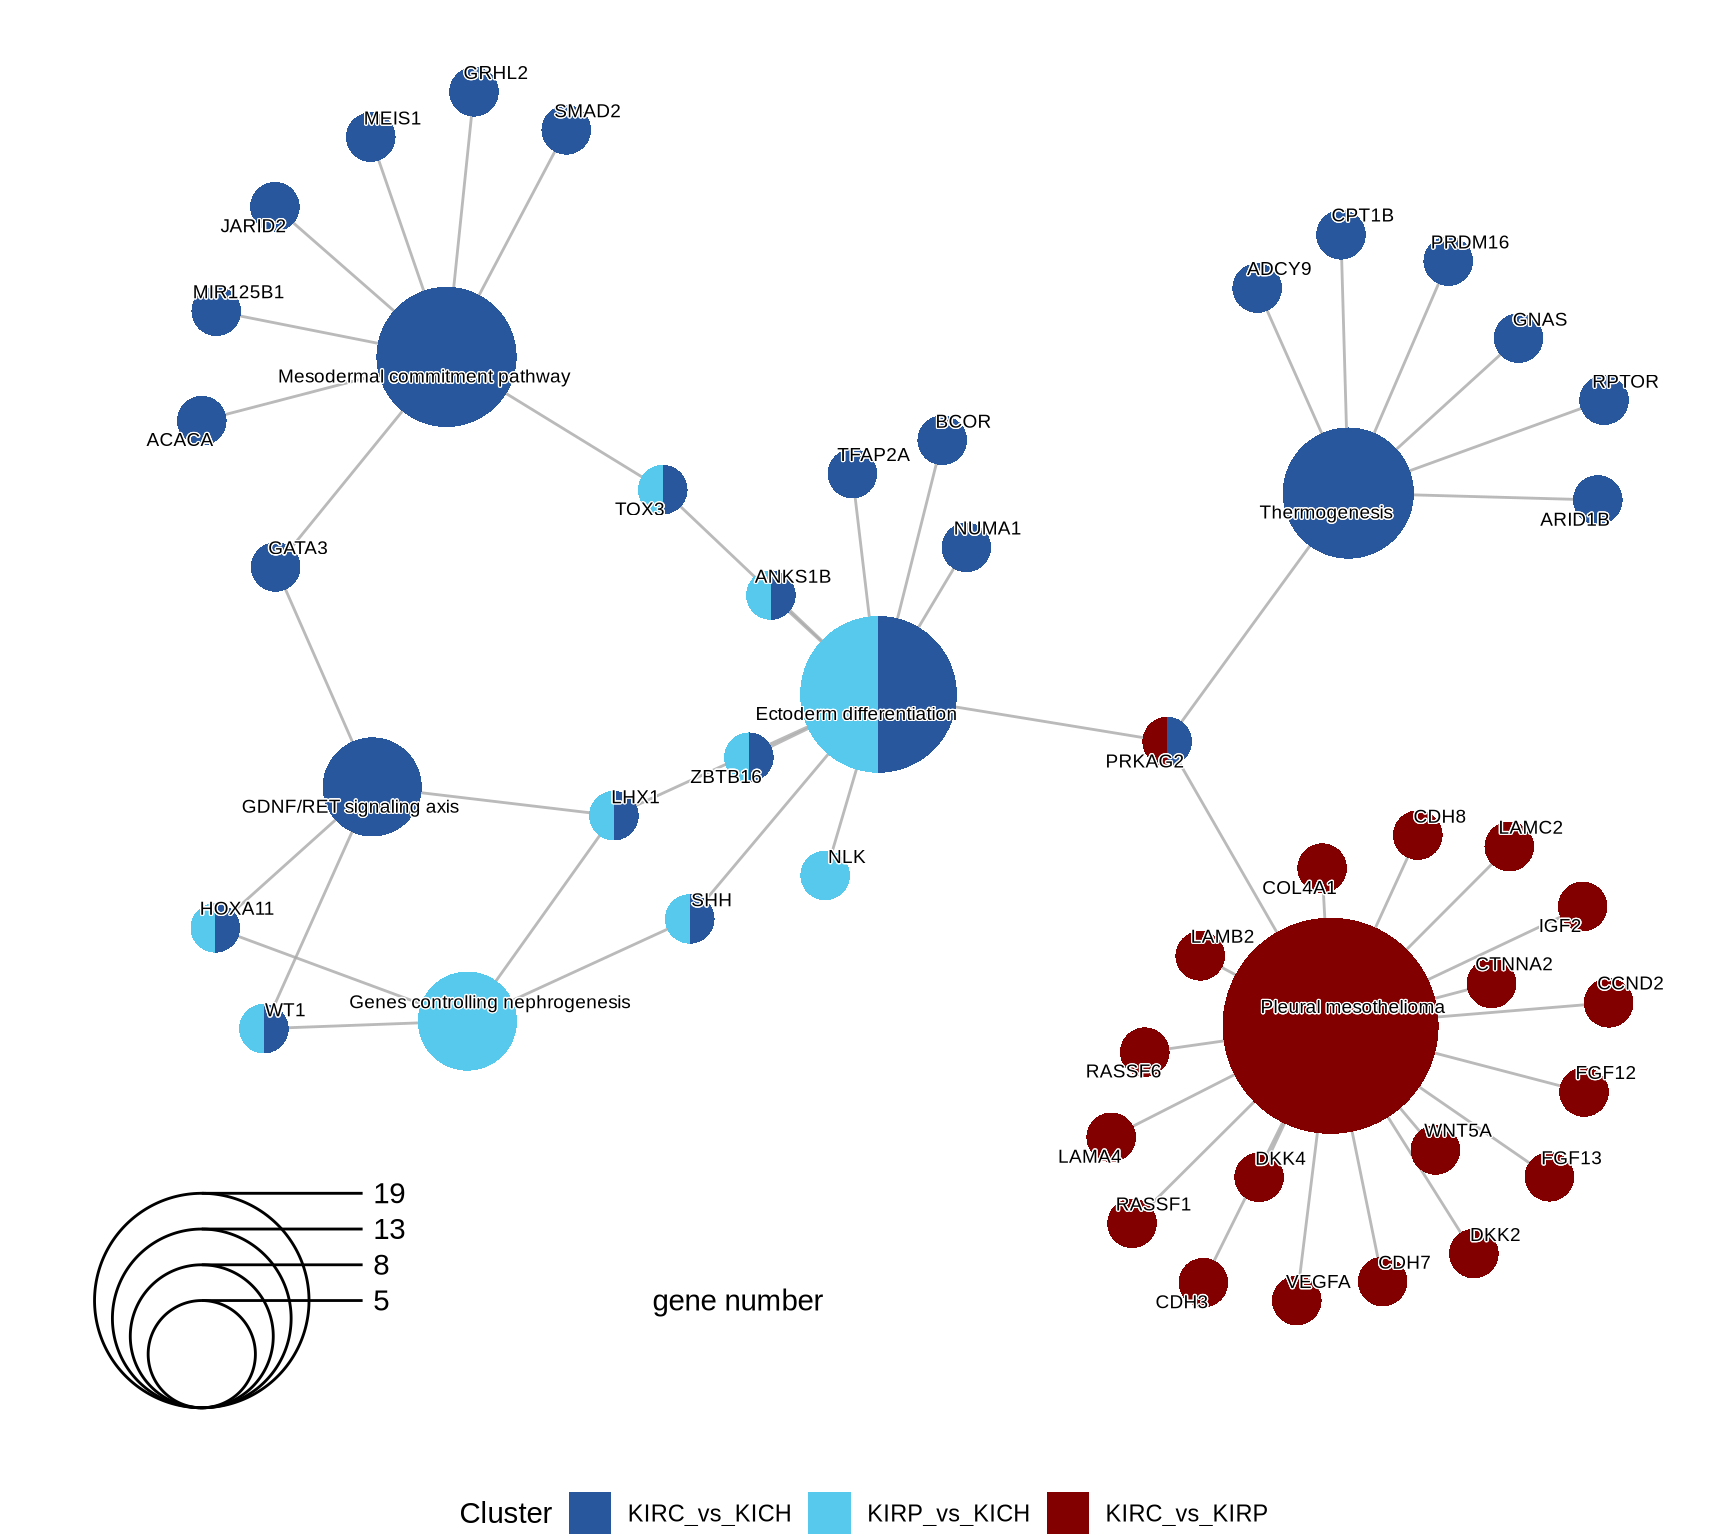 GRHL2
SMAD2
MEIS1
JARID2
MIR125B1
Mesodermal commitment pathway
ACACA
CPT1B
PRDM16
ADCY9
GNAS
RPTOR
Thermogenesis
ARID1B
BCOR
TFAP2A
NUMA1
TOX3
GATA3
ANKS1B
Ectoderm differentiation
PRKAG2
ZBTB16
LHX1
GDNF/RET signaling axis
NLK
SHH
HOXA11
WT1
Genes controlling nephrogenesis
CDH8
LAMC2
COL4A1
IGF2
LAMB2
CTNNA2
CCND2
Pleural mesothelioma
RASSF6
FGF12
WNT5A
LAMA4
DKK4
FGF13
RASSF1
DKK2
CDH7
VEGFA
CDH3
19
13
8
5
gene number
Cluster KIRC_vs_KICH KIRP_vs_KICH KIRC_vs_KIRP